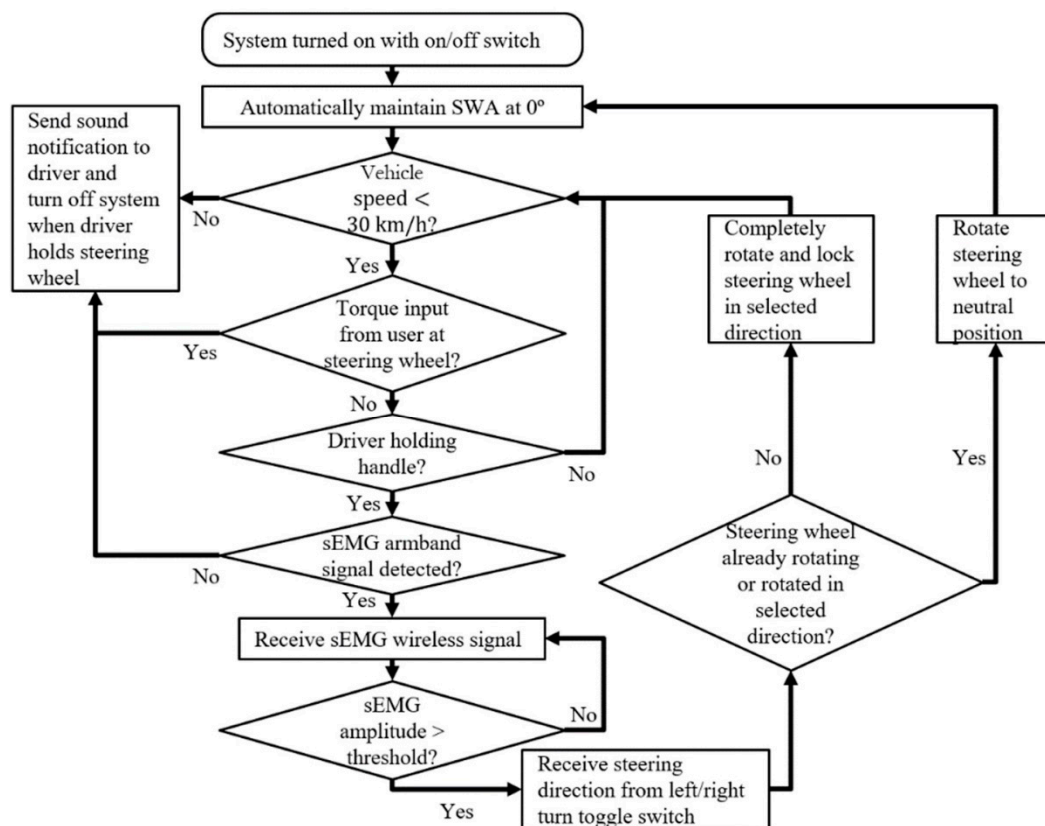 System turned on with on/off switch
Automatically maintain SWA at 0º
Send sound
notification to
driver and
turn off system
when driver
holds steering
wheel
Vehicle
speed <
30 km/h?
No
Yes
Completely
rotate and lock
steering wheel
in selected
direction
Rotate
steering
wheel to
neutral
position
Torque input
from user at
steering wheel?
Yes
No
Driver holding
handle?
No
Yes
No
Yes
sEMG armband
signal detected?
No
Yes
Steering wheel
already rotating
or rotated in
selected
direction?
Receive sEMG wireless signal
sEMG
amplitude >
threshold?
No
Yes
Receive steering
direction from left/right
turn toggle switch